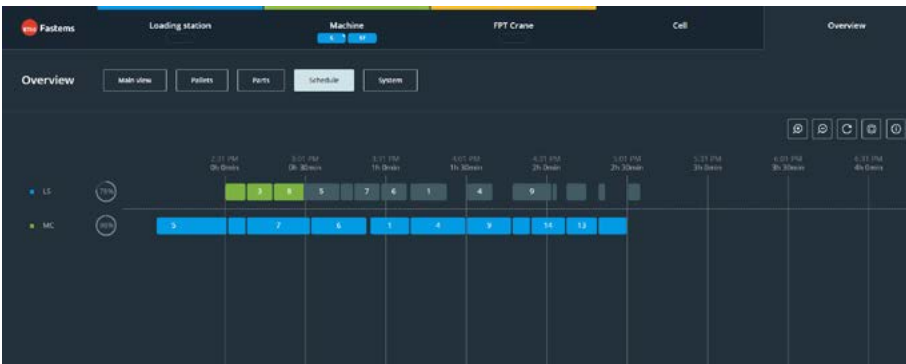 Fastems
Loading station
Machine
FPT Crane
Cell
Overview
Overview
Main view
Pallets
Parts
Schedule
System
2:31 PM 3:01 PM 3:31 PM 4:01 PM 4:31 PM 5:01 PM 5:31 PM 6:01 PM 6:31 PM
0h 0min 0h 30min 1h 0min 1h 30min 2h 0min 2h 30min 3h 0min 3h 30min 4h 0min
LS 3 8 5 7 6 1 4 9
MC 5 7 6 1 4 9 14 13